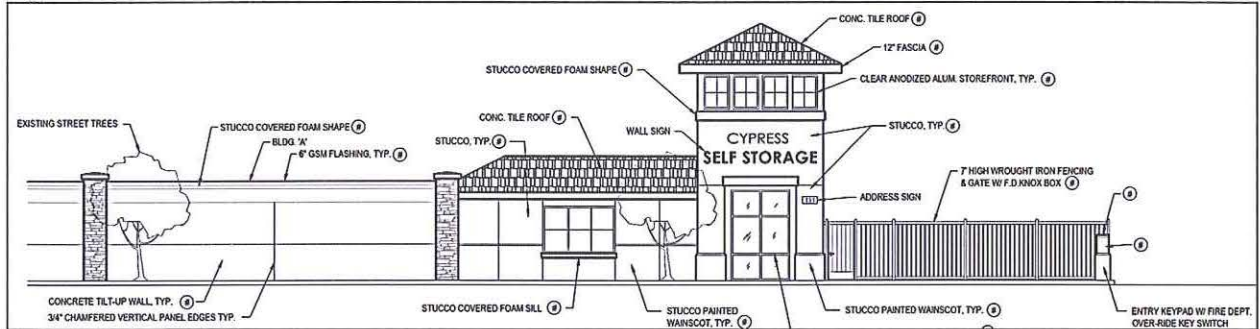 CONC. TILE ROOF #
12" FASCIA #
STUCCO COVERED FOAM SHAPE #
CLEAR ANODIZED ALUM. STOREFRONT, TYP. #
EXISTING STREET TREES
STUCCO COVERED FOAM SHAPE #
BLDG. 'A'
6" GSM FLASHING, TYP. #
CONC. TILE ROOF #
STUCCO, TYP. #
WALL SIGN
CYPRESS
SELF STORAGE
STUCCO, TYP. #
7' HIGH WROUGHT IRON FENCING
& GATE W/ F.D.KNOX BOX #
ADDRESS SIGN
#
#
CONCRETE TILT-UP WALL, TYP. #
3/4" CHAMFERED VERTICAL PANEL EDGES TYP.
STUCCO COVERED FOAM SILL #
STUCCO PAINTED
WAINSCOT, TYP. #
STUCCO PAINTED WAINSCOT, TYP. #
ENTRY KEYPAD W/ FIRE DEPT.
OVER-RIDE KEY SWITCH